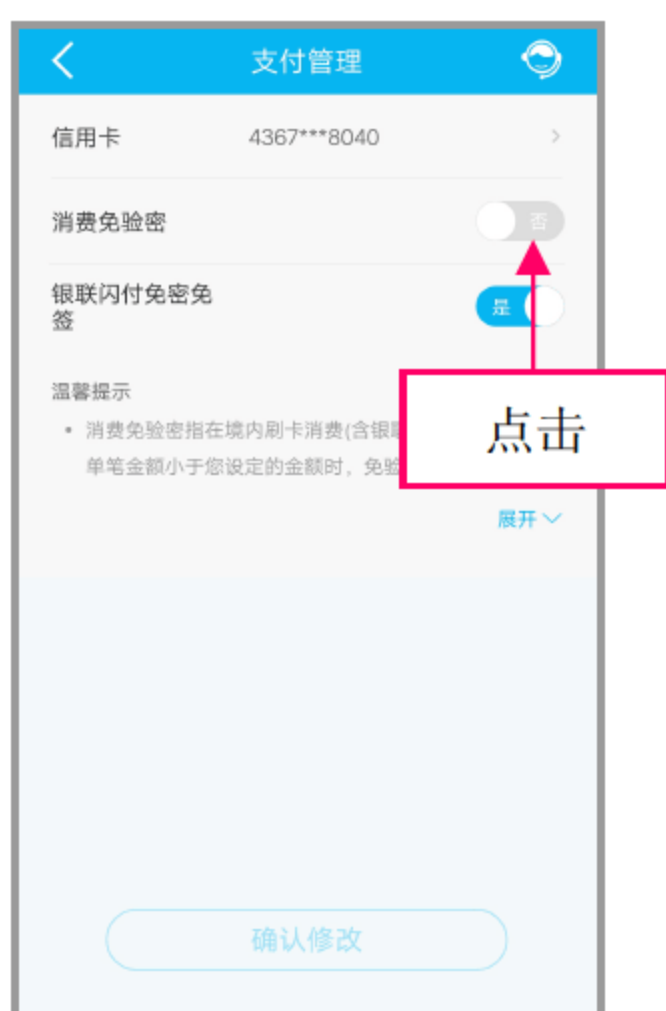 支付管理
信用卡 4367***8040
消费免验密 否
银联闪付免密免
签
是
温馨提示
• 消费免验密指在境内刷卡消费(含银
单笔金额小于您设定的金额时，免
点击
展开
确认修改